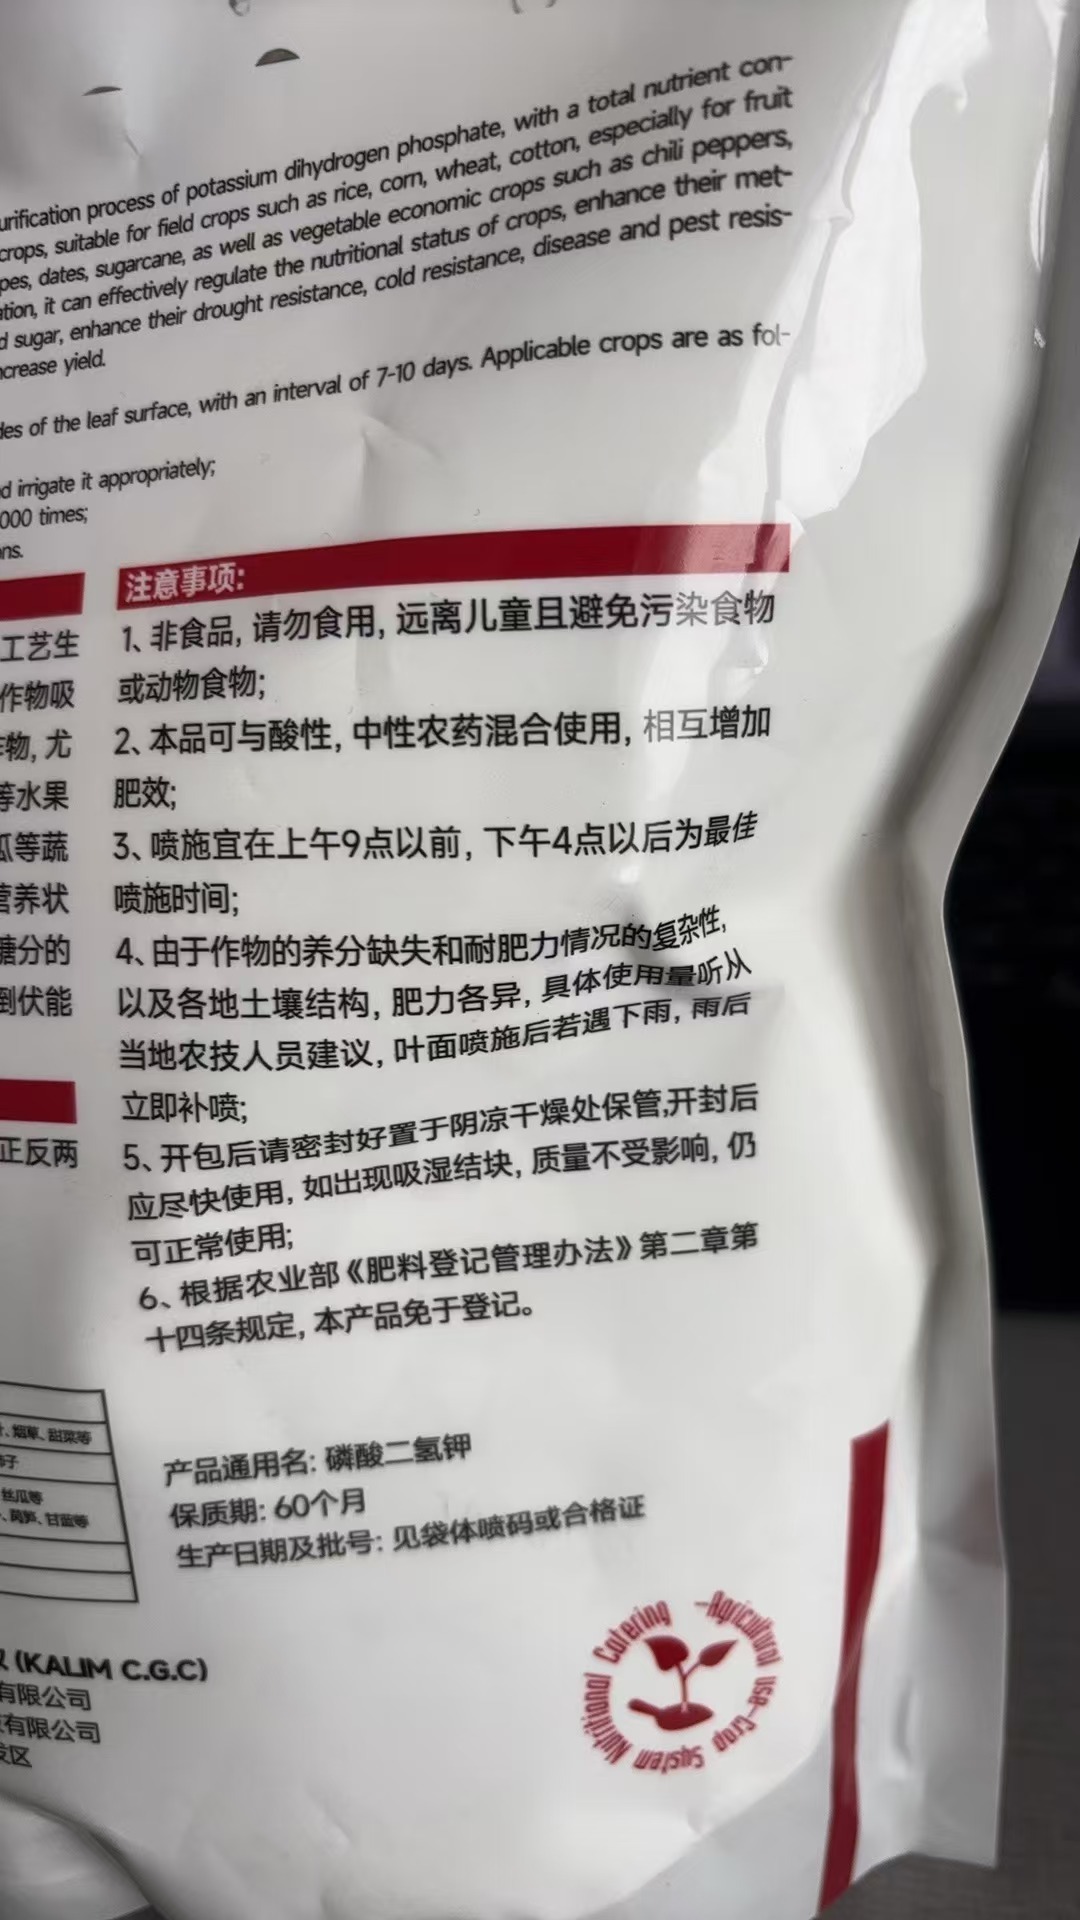 urification process of potassium dihydrogen phosphate, with a total nutrient con-
crops, suitable for field crops such as rice, corn, wheat, cotton, especially for fruit
pes, dates, sugarcane, as well as vegetable economic crops such as chili peppers,
ation, it can effectively regulate the nutritional status of crops, enhance their met-
d sugar, enhance their drought resistance, cold resistance, disease and pest resis-
ncrease yield.
des of the leaf surface, with an interval of 7-10 days. Applicable crops are as fol-
d irrigate it appropriately;
000 times;
ns.
工艺生
作物吸
物, 尤
等水果
瓜等蔬
营养状
糖分的
到伏能
正反两
注意事项:
1、非食品, 请勿食用, 远离儿童且避免污染食物
或动物食物;
2、本品可与酸性, 中性农药混合使用, 相互增加
肥效;
3、喷施宜在上午9点以前, 下午4点以后为最佳
喷施时间;
4、由于作物的养分缺失和耐肥力情况的复杂性,
以及各地土壤结构, 肥力各异, 具体使用量听从
当地农技人员建议, 叶面喷施后若遇下雨, 雨后
立即补喷;
5、开包后请密封好置于阴凉干燥处保管,开封后
应尽快使用, 如出现吸湿结块, 质量不受影响, 仍
可正常使用;
6、根据农业部《肥料登记管理办法》第二章第
十四条规定, 本产品免于登记。
、烟草、甜菜等
丝瓜等
、莴笋、甘蓝等
产品通用名: 磷酸二氢钾
保质期: 60个月
生产日期及批号: 见袋体喷码或合格证
(KALIM C.G.C)
有限公司
有限公司
区
Nutritional Catering —Agricultural use—Crop System